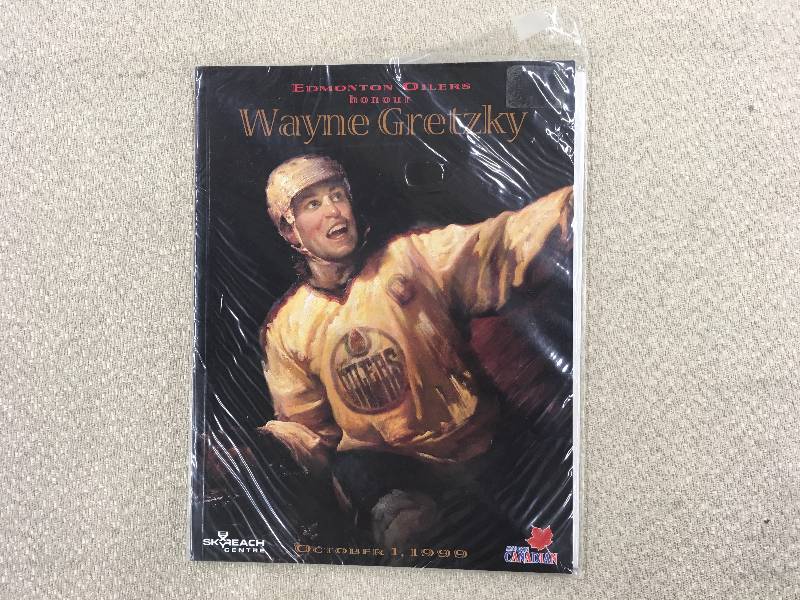 EDMONTON OILERS
honour
Wayne Gretzky
OILERS
SKYREACH
CENTRE
OCTOBER 1, 1999
CANADIAN